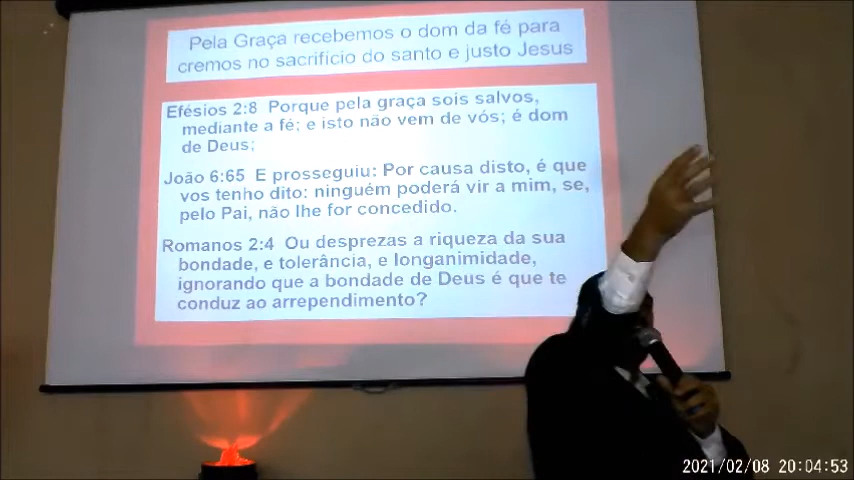 Pela Graça recebemos o dom da fé para
cremos no sacrifício do santo e justo Jesus
Efésios 2:8 Porque pela graça sois salvos,
mediante a fé; e isto não vem de vós; é dom
de Deus;
João 6:65 E prosseguiu: Por causa disto, é que
vos tenho dito: ninguém poderá vir a mim, se,
pelo Pai, não lhe for concedido.
Romanos 2:4 Ou desprezas a riqueza da sua
bondade, e tolerância, e longanimidade,
ignorando que a bondade de Deus é que te
conduz ao arrependimento?
2021/02/08 20:04:53